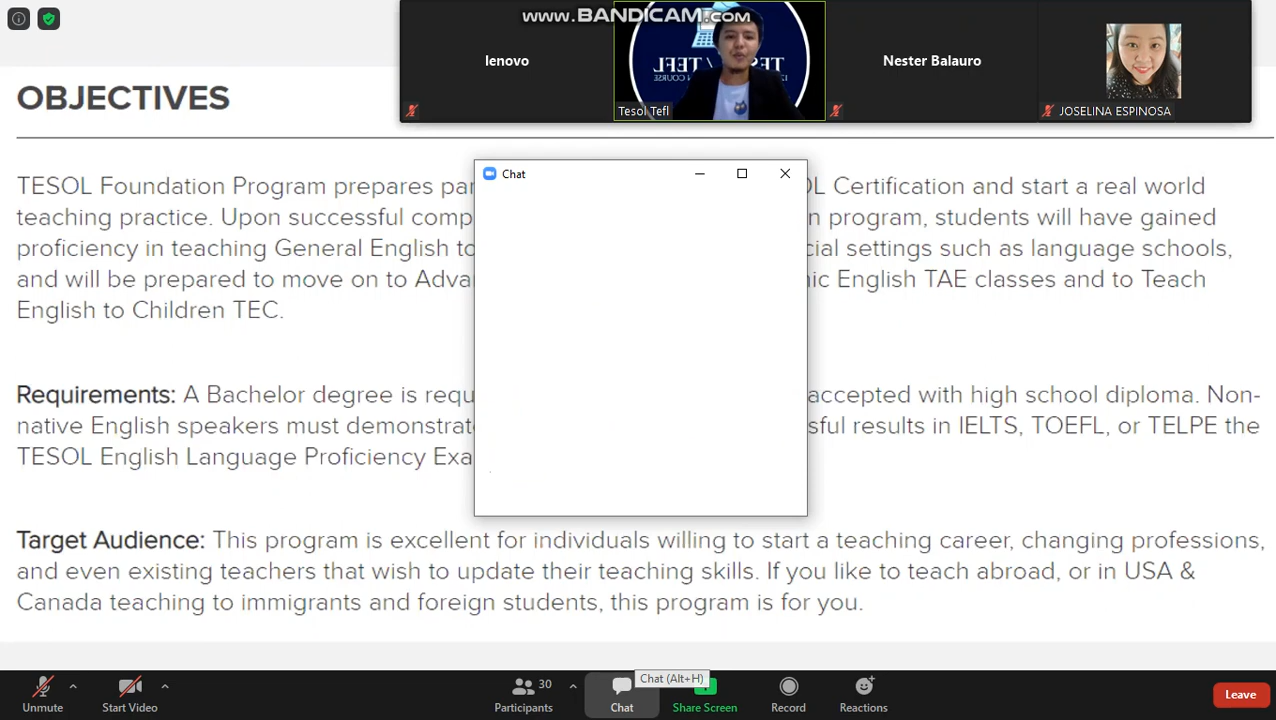 www.BANDICAM.com
lenovo
Tesol Tefl
Nester Balauro
JOSELINA ESPINOSA
OBJECTIVES
Chat
TESOL Foundation Program prepares OL Certification and start a real world
teaching practice. Upon successful n program, students will have gained
proficiency in teaching General English to cial settings such as language schools,
and will be prepared to move on to ic English TAE classes and to Teach
English to Children TEC.
Requirements: A Bachelor degree is accepted with high school diploma. Non-
native English speakers must sful results in IELTS, TOEFL, or TELPE the
TESOL English Language Proficiency
Target Audience: This program is excellent for individuals willing to start a teaching career, changing professions,
and even existing teachers that wish to update their teaching skills. If you like to teach abroad, or in USA &
Canada teaching to immigrants and foreign students, this program is for you.
Chat (Alt+H)
30
Unmute
Start Video
Participants
Chat
Share Screen
Record
Reactions
Leave